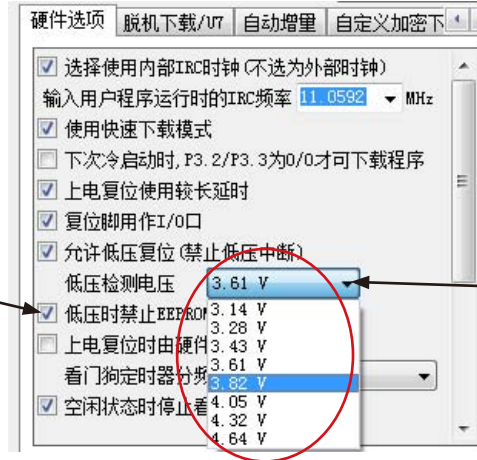 硬件选项 脱机下载/U7 自动增量 自定义加密下
选择使用内部IRC时钟(不选为外部时钟)
输入用户程序运行时的IRC频率 11.0592 MHz
使用快速下载模式
下次冷启动时,P3.2/P3.3为0/0才可下载程序
上电复位使用较长延时
复位脚用作I/O口
允许低压复位(禁止低压中断)
低压检测电压 3.61 V
低压时禁止EEPRO
3.14 V
3.28 V
上电复位时由硬件
3.43 V
3.61 V
看门狗定时器分频
3.82 V
空闲状态时停止看
4.05 V
4.32 V
4.64 V